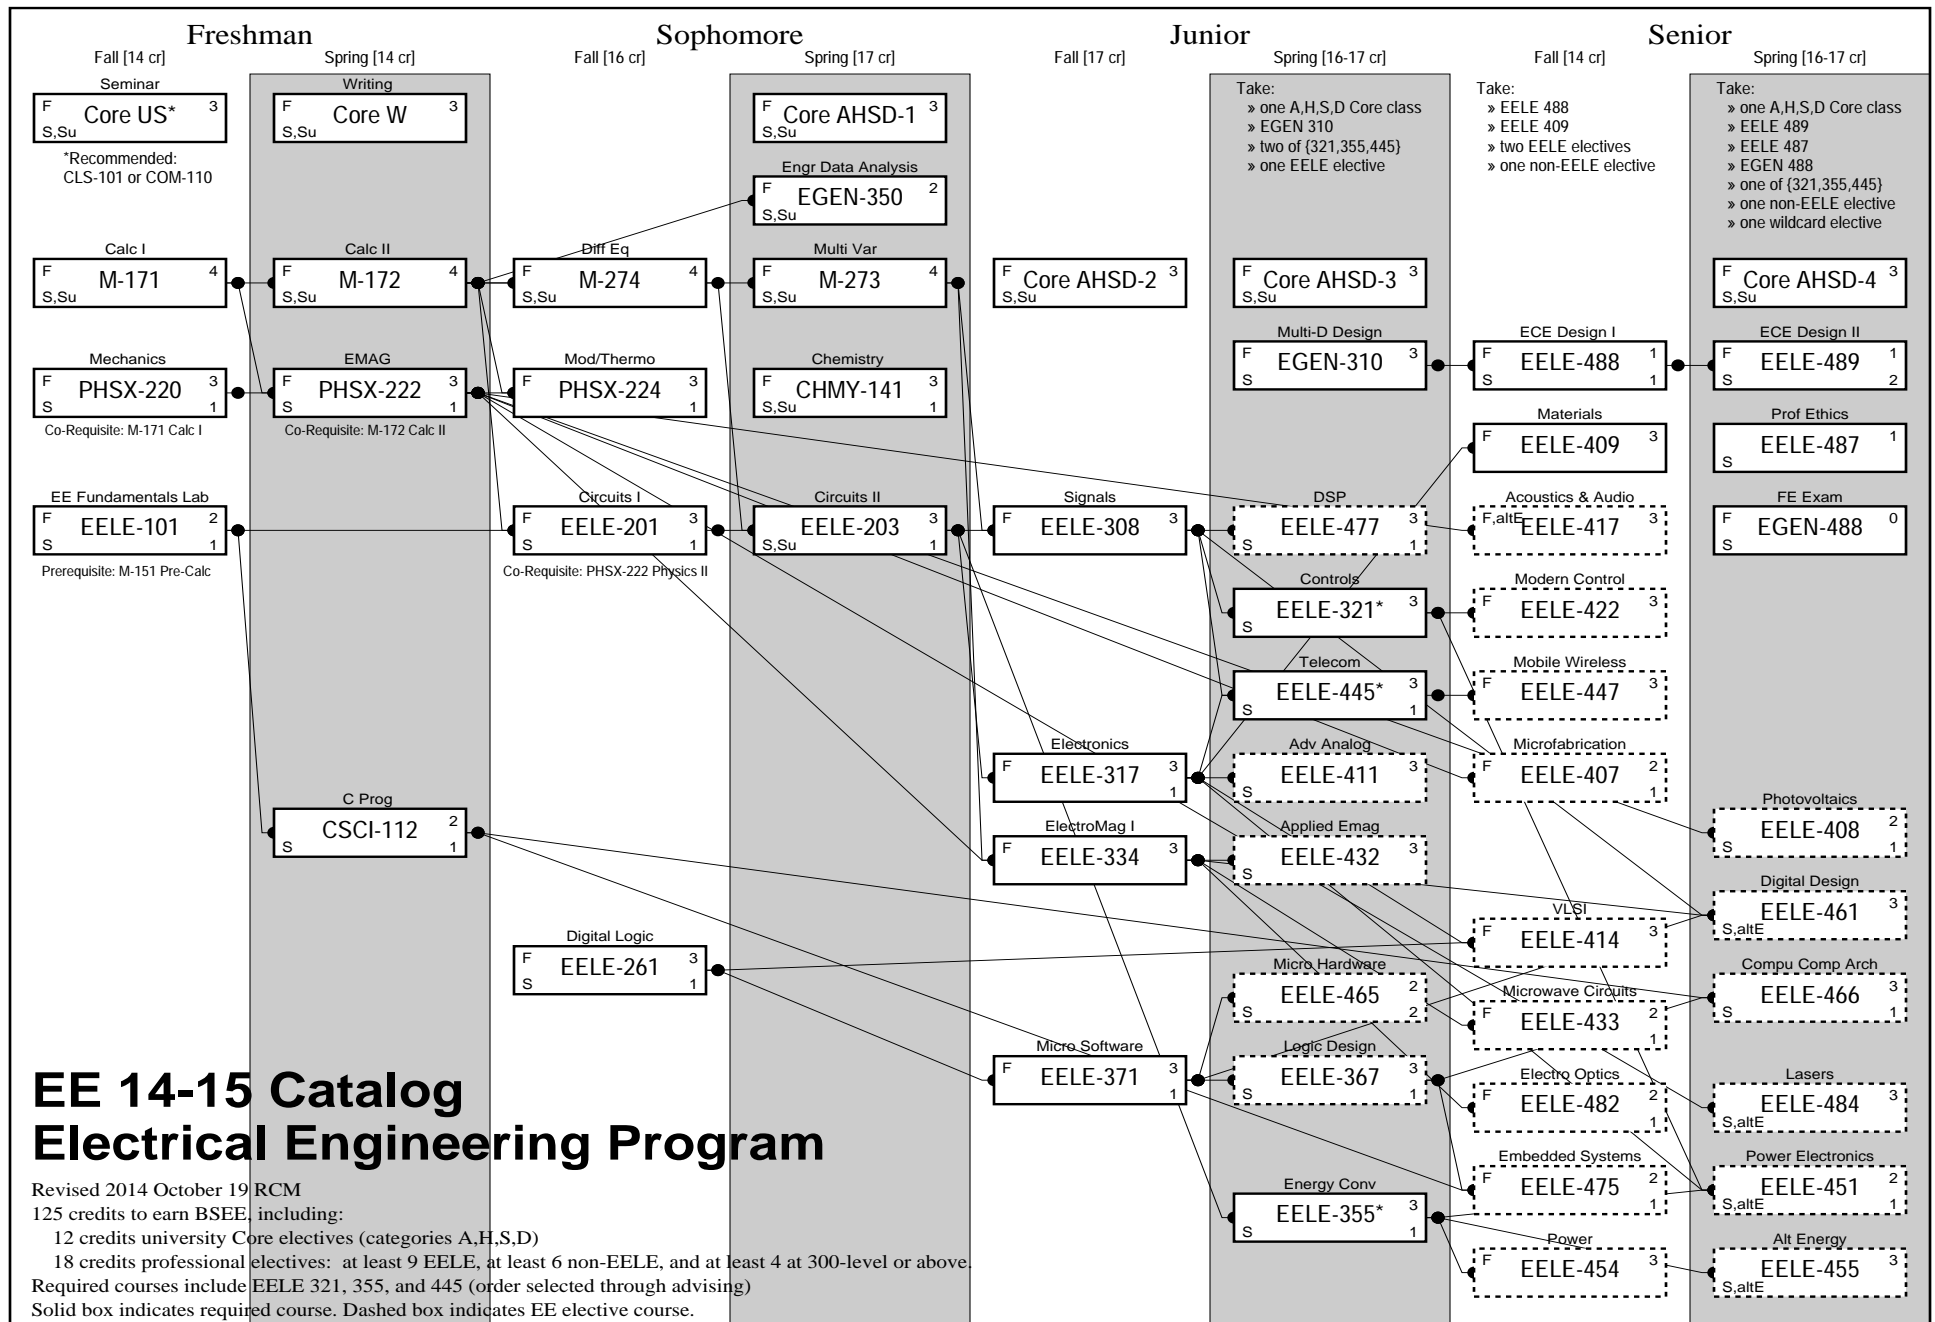 Freshman
Sophomore
Junior
Senior
Fall [14 cr]
Spring [14 cr]
Fall [16 cr]
Spring [17 cr]
Fall [17 cr]
Spring [16-17 cr]
Fall [14 cr]
Spring [16-17 cr]
Seminar
F Core US* 3
S,Su
*Recommended:
CLS-101 or COM-110
Calc I
F M-171 4
S,Su
Mechanics
F PHSX-220 3
S 1
Co-Requisite: M-171 Calc I
EE Fundamentals Lab
F EELE-101 2
S 1
Prerequisite: M-151 Pre-Calc
Writing
F Core W 3
S,Su
Calc II
F M-172 4
S,Su
EMAG
F PHSX-222 3
S 1
Co-Requisite: M-172 Calc II
C Prog
F CSCI-112 2
S 1
Diff Eq
F M-274 4
S,Su
Mod/Thermo
F PHSX-224 3
S 1
Circuits I
F EELE-201 3
S 1
Co-Requisite: PHSX-222 Physics II
Digital Logic
F EELE-261 3
S 1
F Core AHSD-1 3
S,Su
Engr Data Analysis
F EGEN-350 2
S,Su
Multi Var
F M-273 4
S,Su
Chemistry
F CHMY-141 3
S,Su 1
Circuits II
F EELE-203 3
S,Su 1
F Core AHSD-2 3
S,Su
Signals
F EELE-308 3
Electronics
F EELE-317 3
1
ElectroMag I
F EELE-334 3
Micro Software
F EELE-371 3
1
Take:
» one A,H,S,D Core class
» EGEN 310
» two of {321,355,445}
» one EELE elective
F Core AHSD-3 3
S,Su
Multi-D Design
F EGEN-310 3
S
DSP
EELE-477 3
S 1
Controls
EELE-321* 3
S
Telecom
EELE-445* 3
S 1
Adv Analog
EELE-411 3
S
Applied Emag
EELE-432 3
S
Micro Hardware
EELE-465 2
S 2
Logic Design
EELE-367 3
S 1
Energy Conv
EELE-355* 3
S 1
Take:
» EELE 488
» EELE 409
» two EELE electives
» one non-EELE elective
ECE Design I
F EELE-488 1
S 1
Materials
F EELE-409 3
Acoustics & Audio
F,altE EELE-417 3
Modern Control
F EELE-422 3
Mobile Wireless
F EELE-447 3
Microfabrication
F EELE-407 2
1
VLSI
F EELE-414 3
Microwave Circuits
F EELE-433 2
1
Electro Optics
F EELE-482 2
1
Embedded Systems
F EELE-475 2
1
Power
F EELE-454 3
Take:
» one A,H,S,D Core class
» EELE 489
» EELE 487
» EGEN 488
» one of {321,355,445}
» one non-EELE elective
» one wildcard elective
F Core AHSD-4 3
S,Su
ECE Design II
F EELE-489 1
S 2
Prof Ethics
EELE-487 1
S
FE Exam
F EGEN-488 0
S
Photovoltaics
EELE-408 2
S 1
Digital Design
EELE-461 3
S,altE
Compu Comp Arch
EELE-466 3
S 1
Lasers
EELE-484 3
S,altE
Power Electronics
EELE-451 2
S,altE 1
Alt Energy
EELE-455 3
S,altE
EE 14-15 Catalog
Electrical Engineering Program
Revised 2014 October 19 RCM
125 credits to earn BSEE, including:
12 credits university Core electives (categories A,H,S,D)
18 credits professional electives: at least 9 EELE, at least 6 non-EELE, and at least 4 at 300-level or above.
Required courses include EELE 321, 355, and 445 (order selected through advising)
Solid box indicates required course. Dashed box indicates EE elective course.